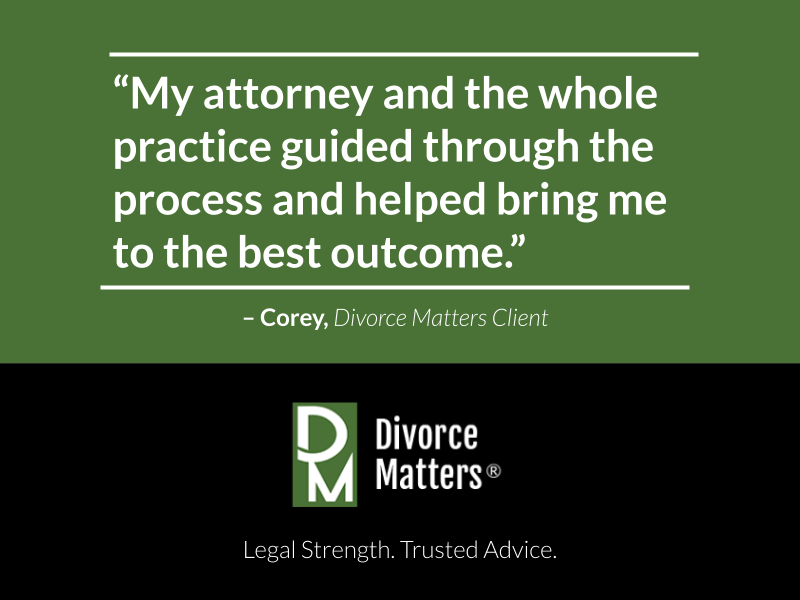 “My attorney and the whole
practice guided through the
process and helped bring me
to the best outcome.”
– Corey, Divorce Matters Client
DM
Divorce
Matters®
Legal Strength. Trusted Advice.